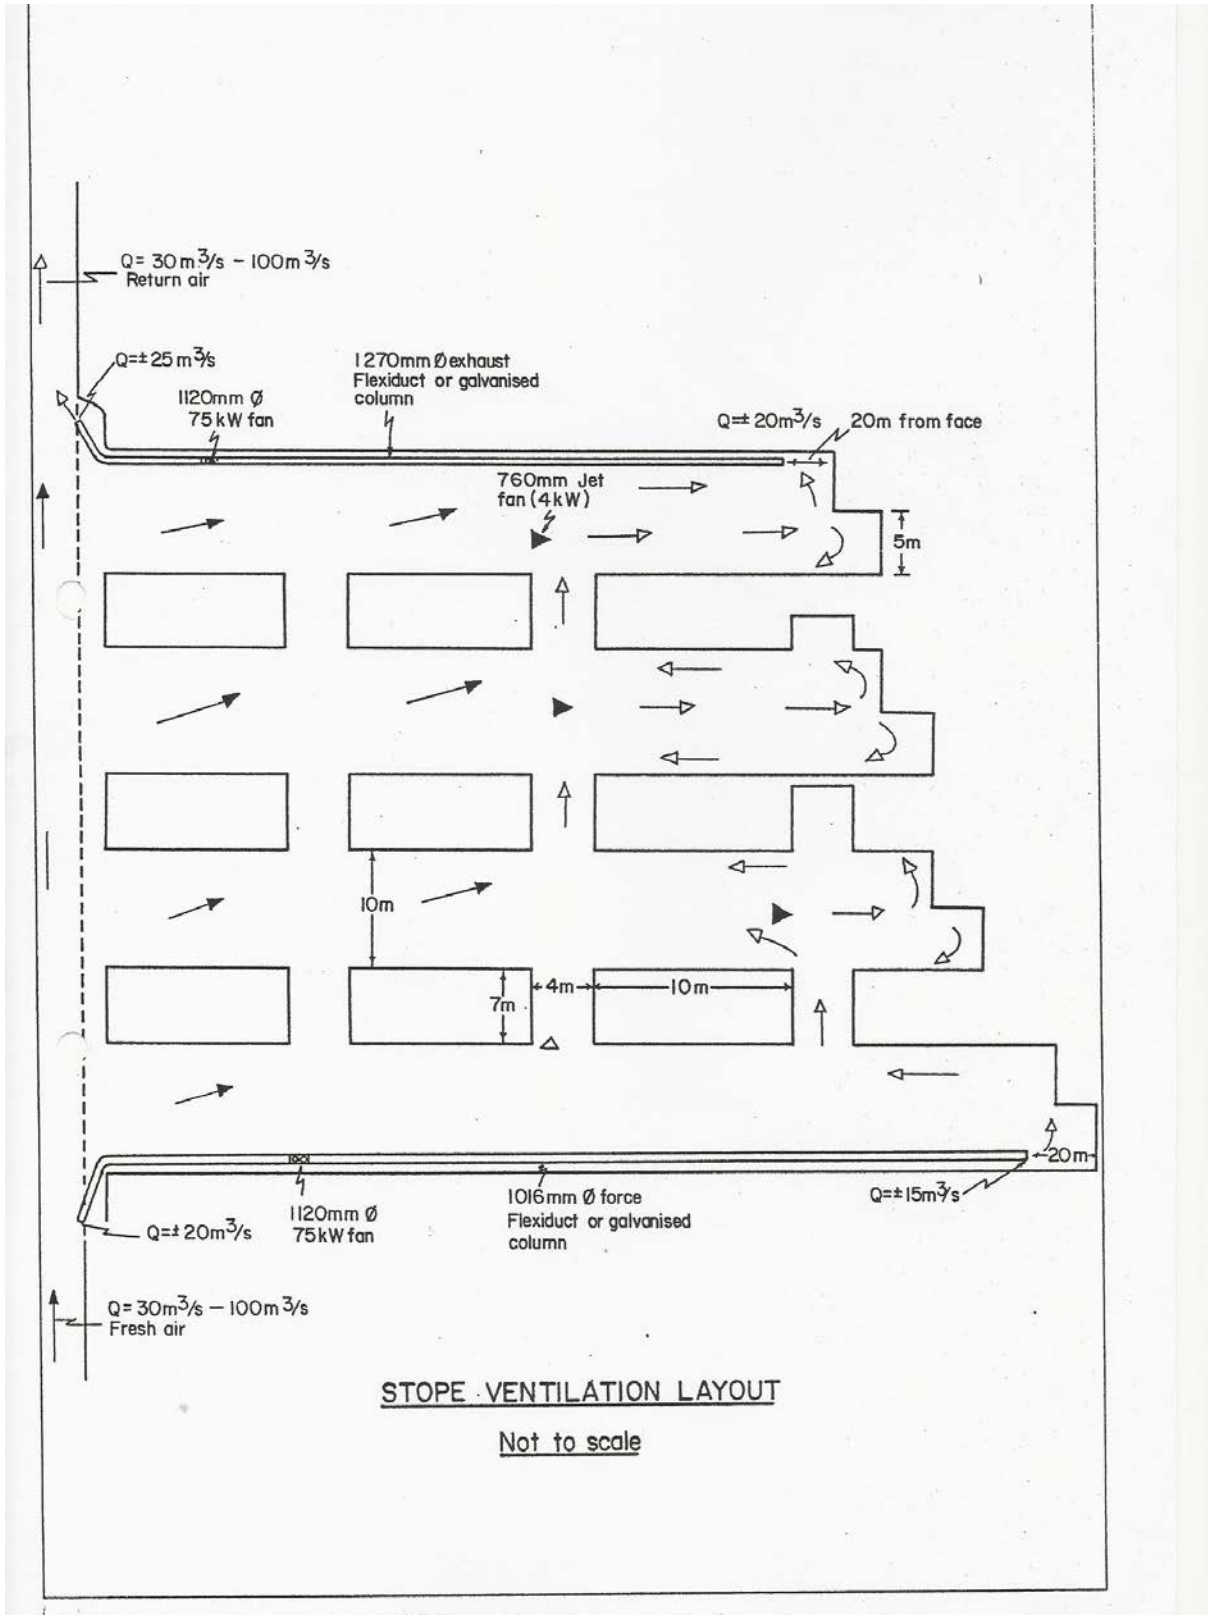 Q= 30m³/s - 100m³/s
Return air
Q=±25m³/s
1270mm Ø exhaust
Flexiduct or galvanised
column
1120mm Ø
75kW fan
Q=±20m³/s
20m from face
760mm Jet
fan (4kW)
5m
10m
7m
4m
10m
20m
1016mm Ø force
Flexiduct or galvanised
column
Q=±15m³/s
1120mm Ø
75kW fan
Q=±20m³/s
Q= 30m³/s - 100m³/s
Fresh air
STOPE VENTILATION LAYOUT
Not to scale